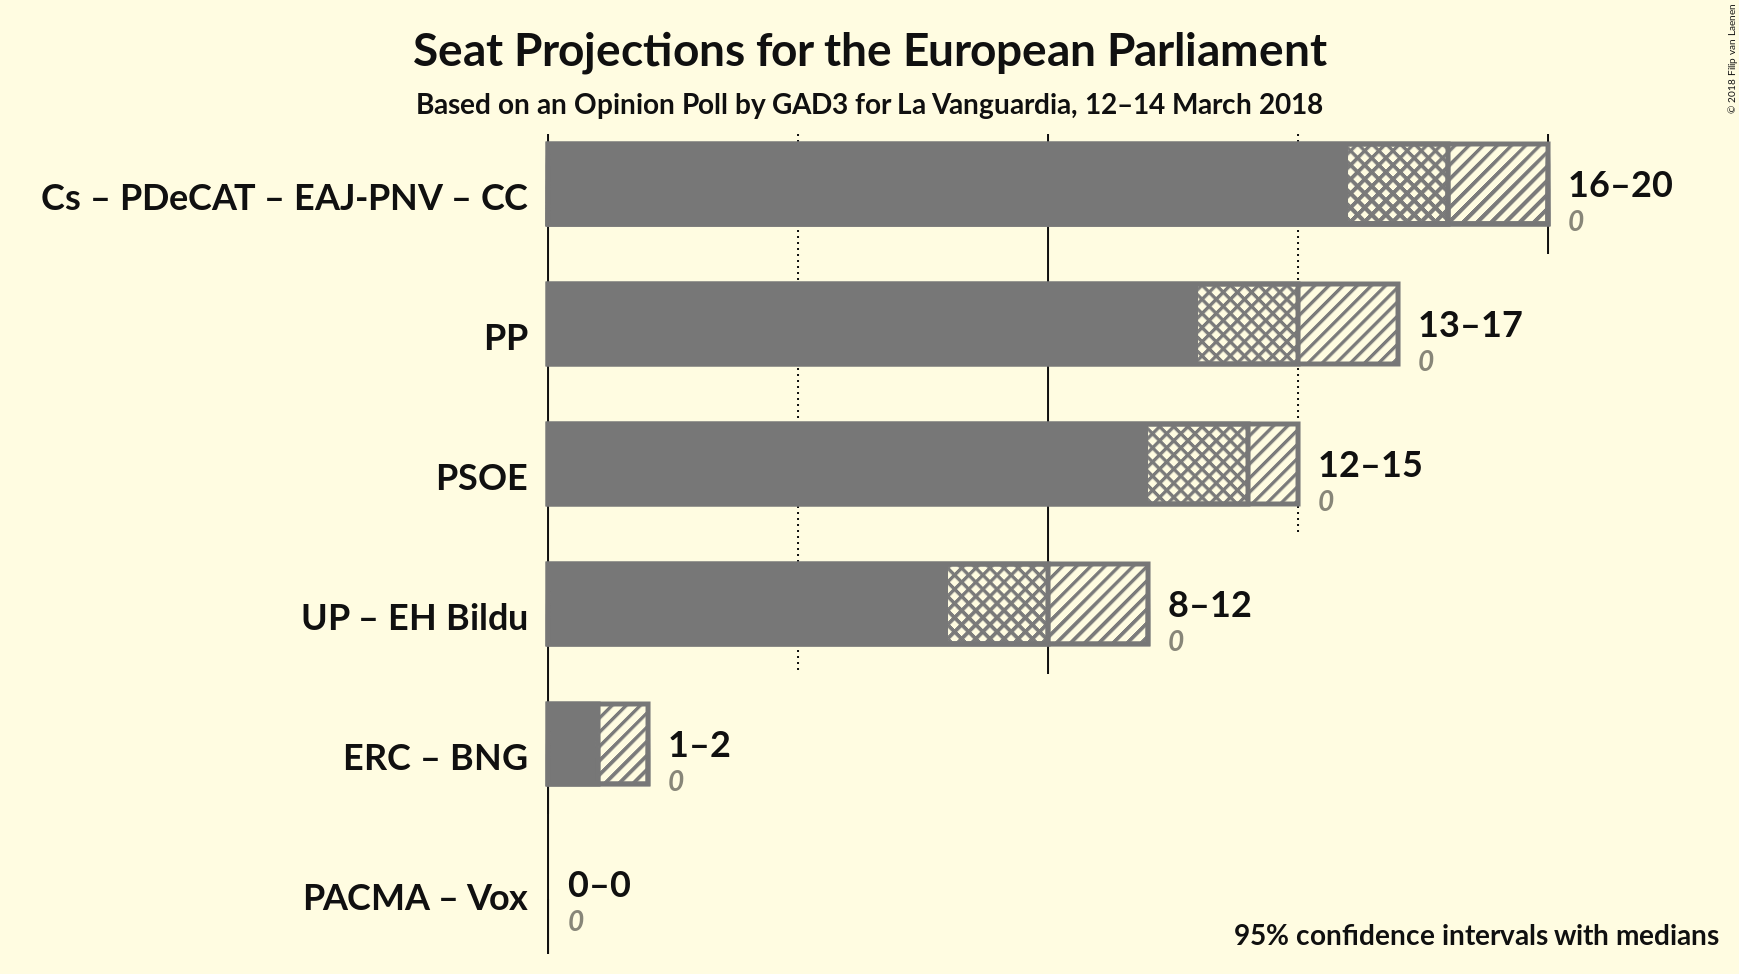 Seat Projections for the European Parliament
Based on an Opinion Poll by GAD3 for La Vanguardia, 12–14 March 2018
© 2018 Filip van Laenen
Cs – PDeCAT – EAJ-PNV – CC
16–20
0
PP
13–17
0
PSOE
12–15
0
UP – EH Bildu
8–12
0
ERC – BNG
1–2
0
PACMA – Vox
0–0
0
95% confidence intervals with medians